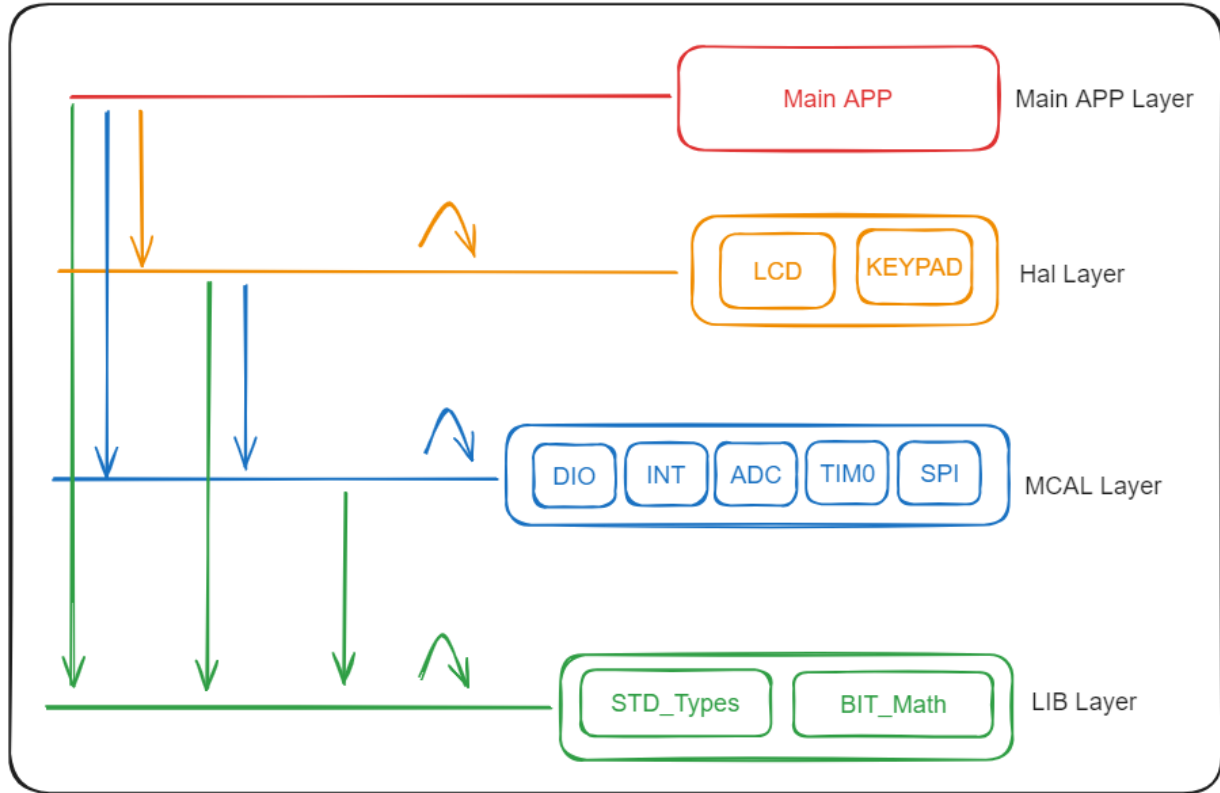 Main APP
Main APP Layer
LCD
KEYPAD
Hal Layer
DIO
INT
ADC
TIM0
SPI
MCAL Layer
STD_Types
BIT_Math
LIB Layer